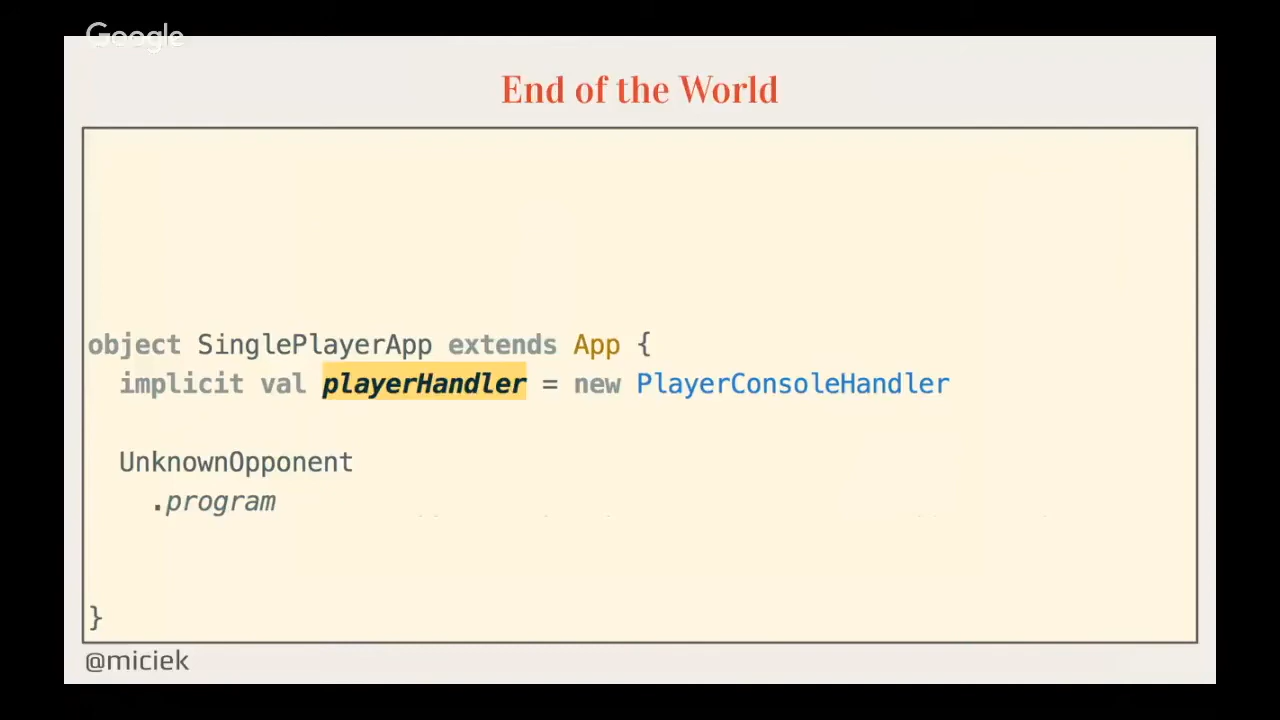 Google
End of the World
object SinglePlayerApp extends App {
implicit val playerHandler = new PlayerConsoleHandler
UnknownOpponent
.program
}
@miciek